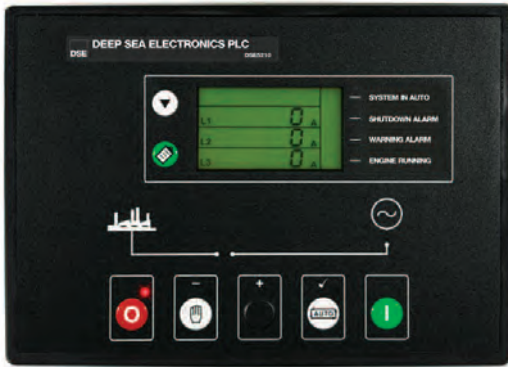 DEEP SEA ELECTRONICS PLC
DSE
DSE5210
SYSTEM IN AUTO
L1 0 A
SHUTDOWN ALARM
L2 0 A
WARNING ALARM
L3 0 A
ENGINE RUNNING
− + ✓
O AUTO I